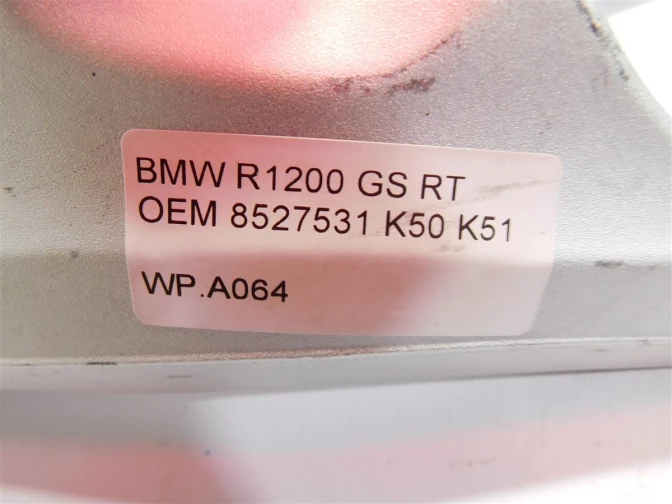 BMW R1200 GS RT
OEM 8527531 K50 K51
WP.A064